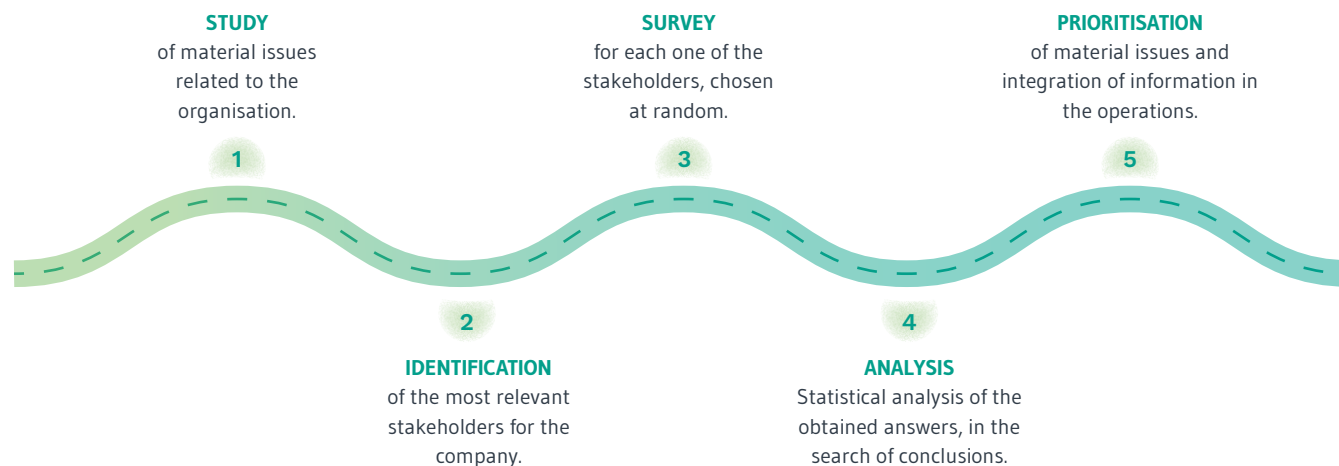 STUDY
of material issues
related to the
organisation.
1
2
IDENTIFICATION
of the most relevant
stakeholders for the
company.
SURVEY
for each one of the
stakeholders, chosen
at random.
3
4
ANALYSIS
Statistical analysis of the
obtained answers, in the
search of conclusions.
PRIORITISATION
of material issues and
integration of information in
the operations.
5